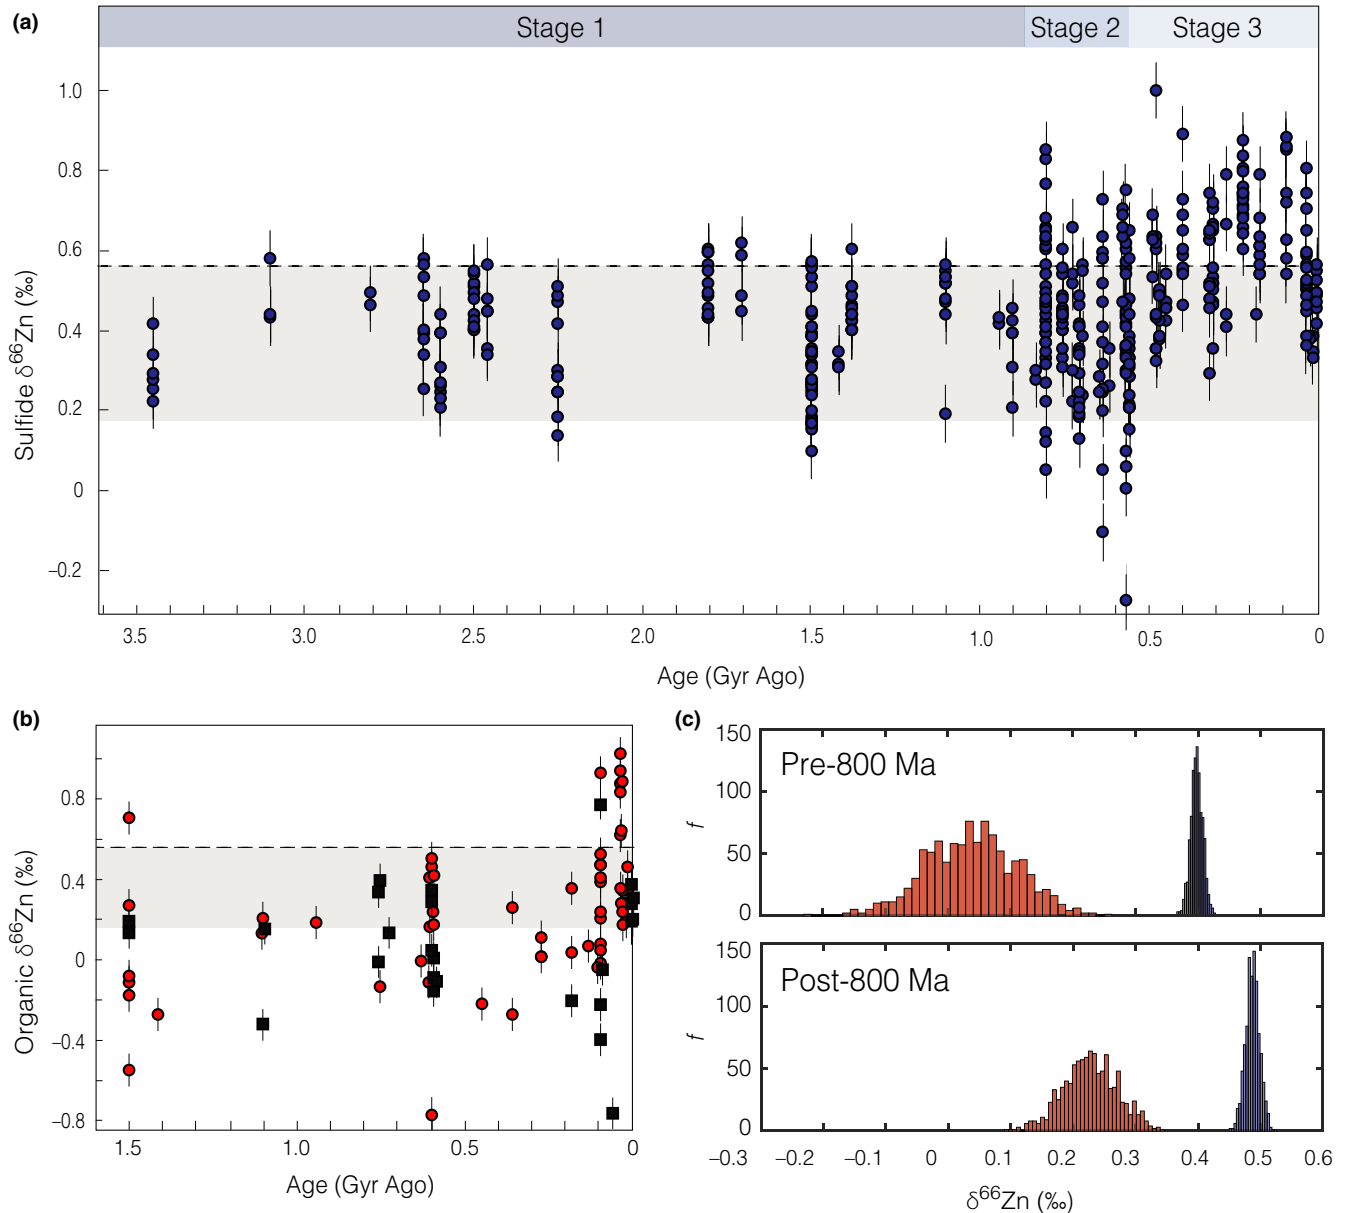 (a)
Stage 1 Stage 2 Stage 3
1.0
0.8
0.6
0.4
0.2
0
−0.2
Sulfide δ⁶⁶Zn (‰)
3.5 3.0 2.5 2.0 1.5 1.0 0.5 0
Age (Gyr Ago)
(b)
0.8
0.4
0
−0.4
−0.8
Organic δ⁶⁶Zn (‰)
1.5 1.0 0.5 0
Age (Gyr Ago)
(c)
150
100
50
0
f
Pre-800 Ma
150
100
50
0
f
Post-800 Ma
−0.3 −0.2 −0.1 0 0.1 0.2 0.3 0.4 0.5 0.6
δ⁶⁶Zn (‰)